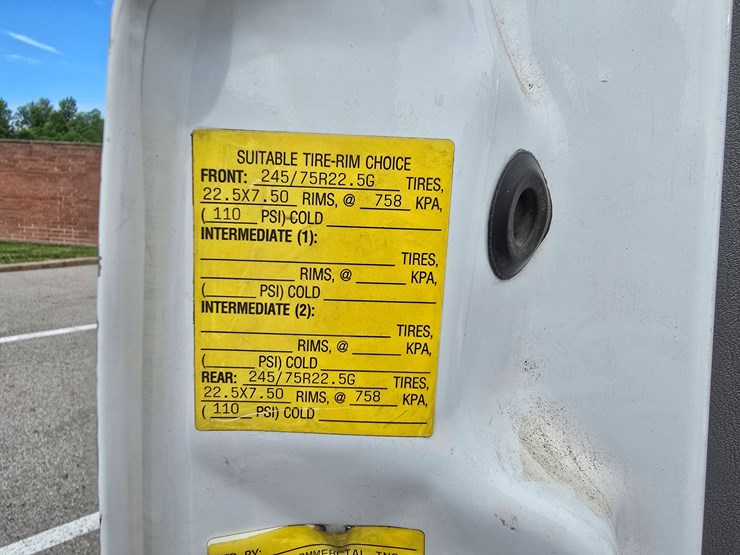 SUITABLE TIRE-RIM CHOICE
FRONT: 245/75R22.5G TIRES,
22.5X7.50 RIMS, @ 758 KPA,
( 110 PSI) COLD
INTERMEDIATE (1):
TIRES,
RIMS, @ KPA,
( PSI) COLD
INTERMEDIATE (2):
TIRES,
RIMS, @ KPA,
( PSI) COLD
REAR: 245/75R22.5G TIRES,
22.5X7.50 RIMS, @ 758 KPA,
( 110 PSI) COLD
BY: